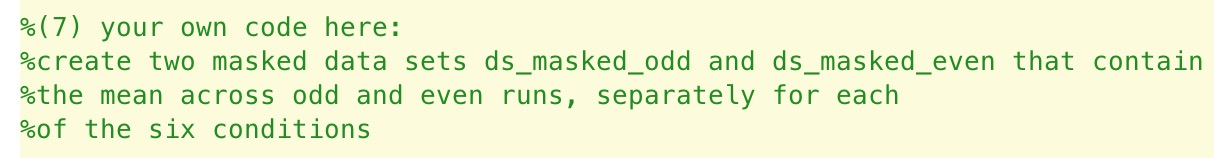 %(7) your own code here:
%create two masked data sets ds_masked_odd and ds_masked_even that contain
%the mean across odd and even runs, separately for each
%of the six conditions